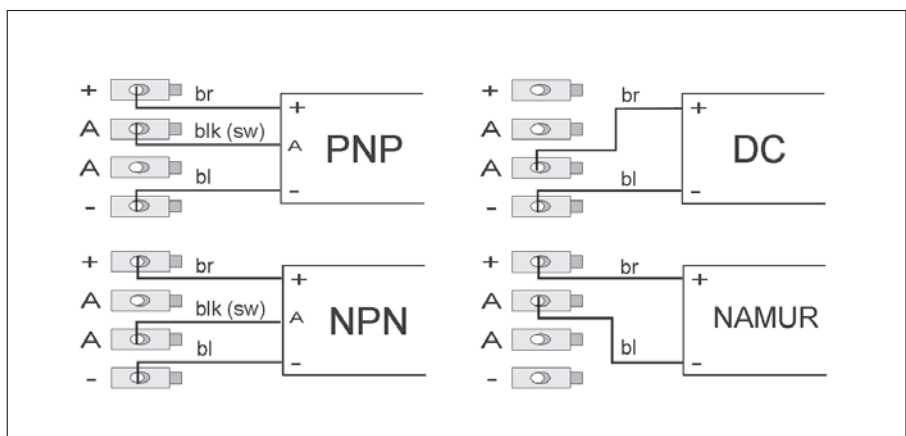 + br +
A blk (sw) A PNP
A bl
- -
+ br +
A DC
A bl
- -
+ br +
A blk (sw) A NPN
A bl
- -
+ br +
A NAMUR
A bl
- -